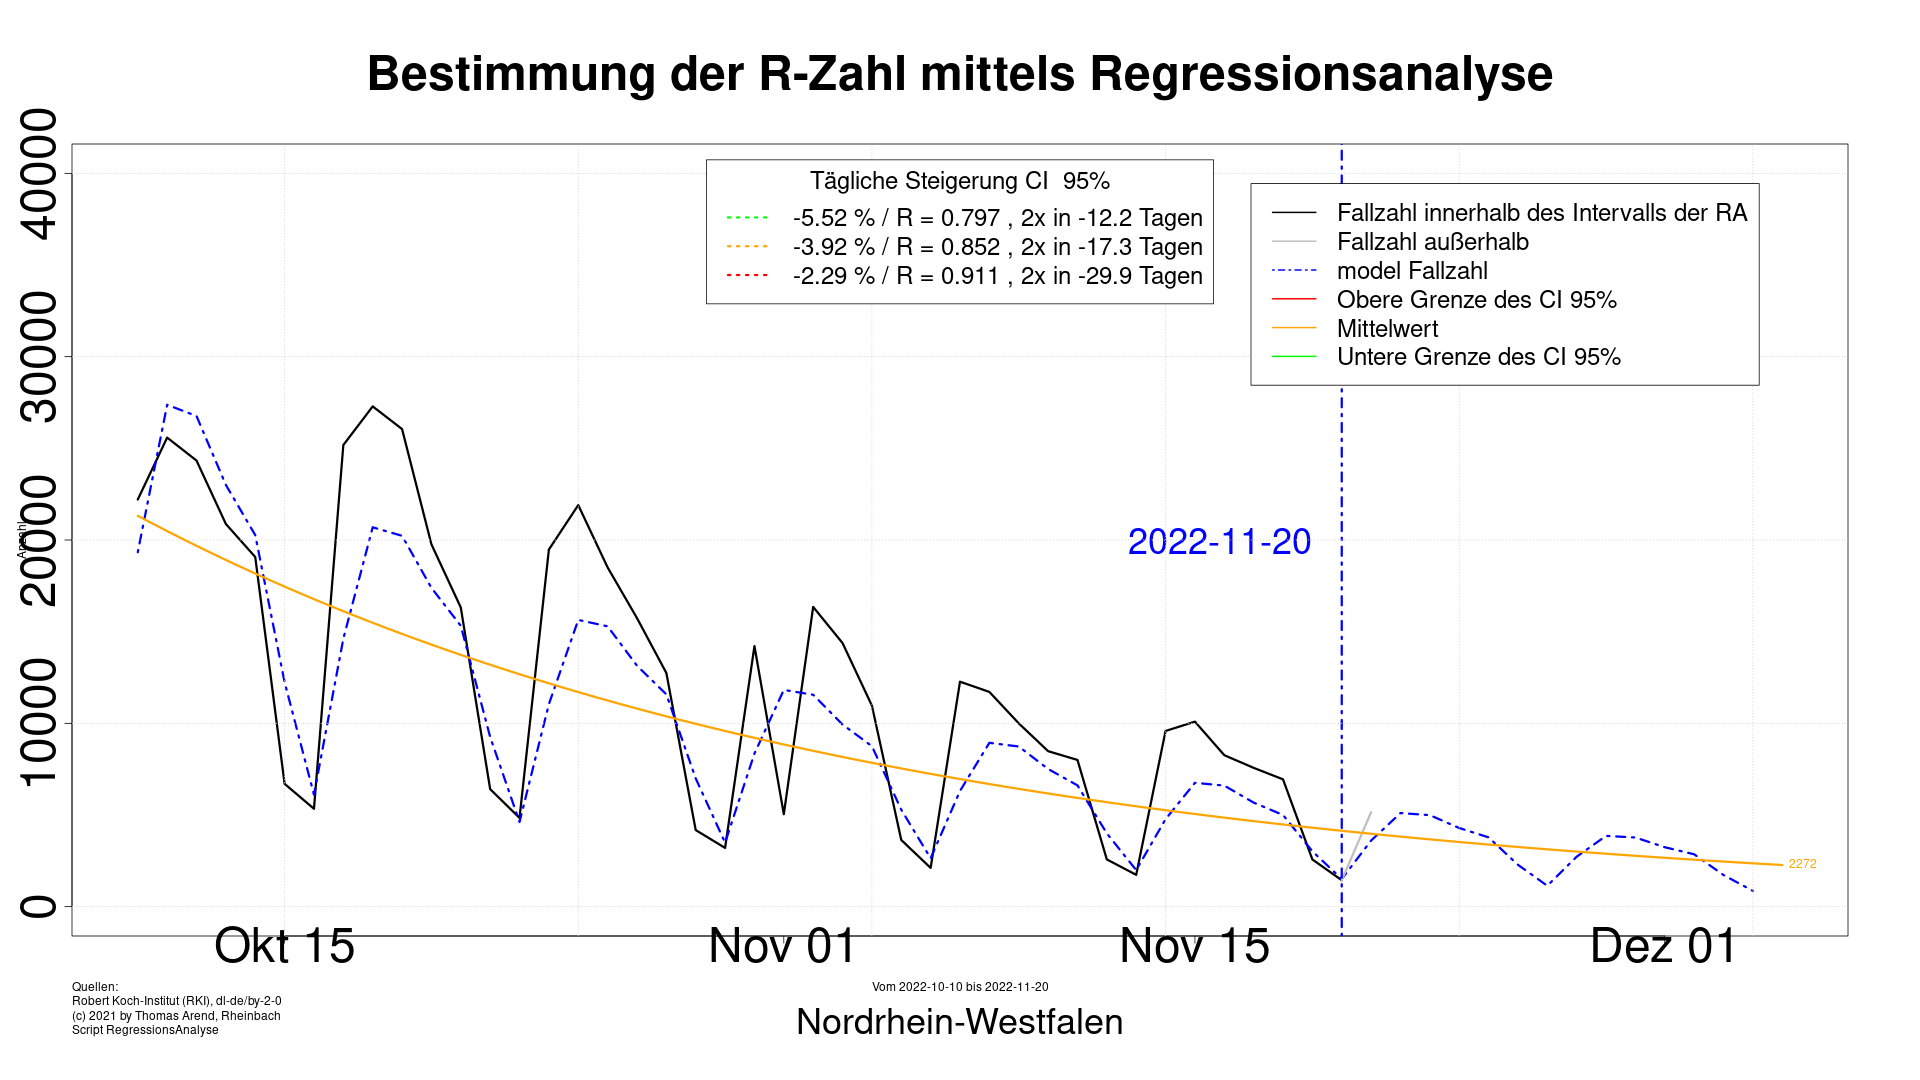 Bestimmung der R-Zahl mittels Regressionsanalyse
40000
30000
20000
10000
0
Anzahl
Tägliche Steigerung CI  95%
-5.52 % / R = 0.797 , 2x in -12.2 Tagen
-3.92 % / R = 0.852 , 2x in -17.3 Tagen
-2.29 % / R = 0.911 , 2x in -29.9 Tagen
Fallzahl innerhalb des Intervalls der RA
Fallzahl außerhalb
model Fallzahl
Obere Grenze des CI 95%
Mittelwert
Untere Grenze des CI 95%
2022-11-20
2272
Okt 15
Nov 01
Nov 15
Dez 01
Quellen:
Robert Koch-Institut (RKI), dl-de/by-2-0
(c) 2021 by Thomas Arend, Rheinbach
Script RegressionsAnalyse
Vom 2022-10-10 bis 2022-11-20
Nordrhein-Westfalen